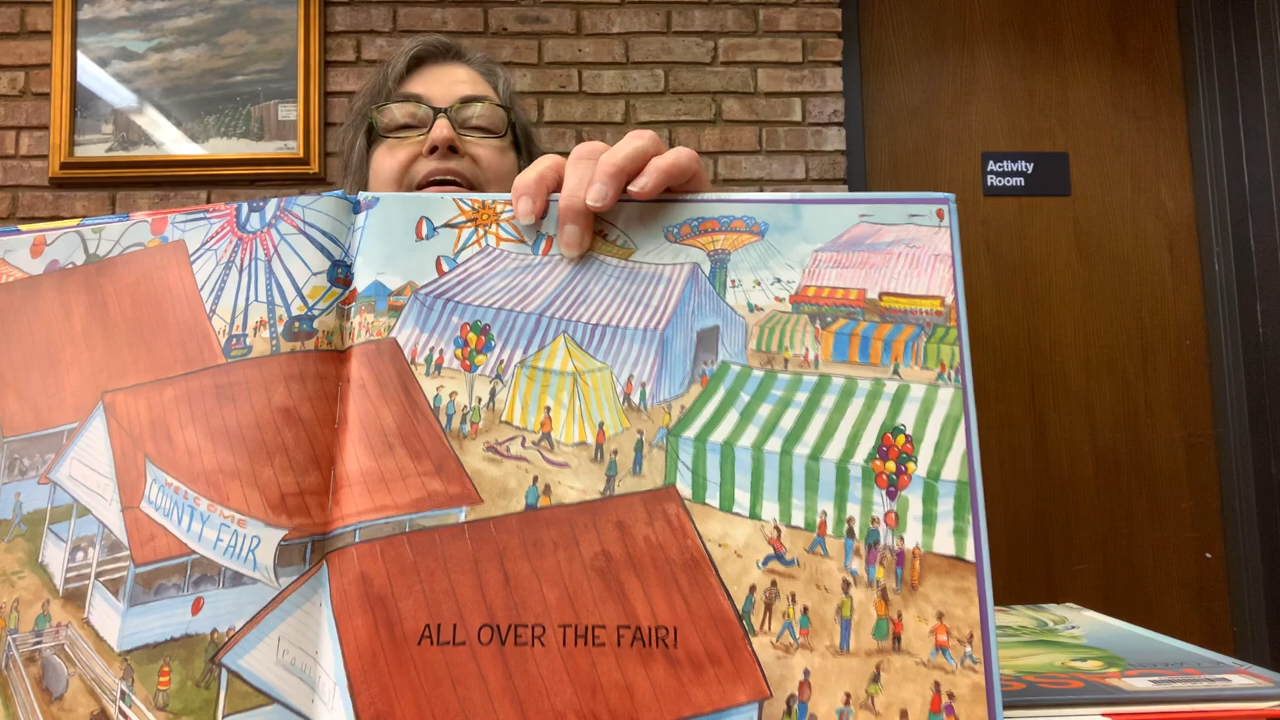 Activity
Room
WELCOME
COUNTY FAIR
ALL OVER THE FAIR!